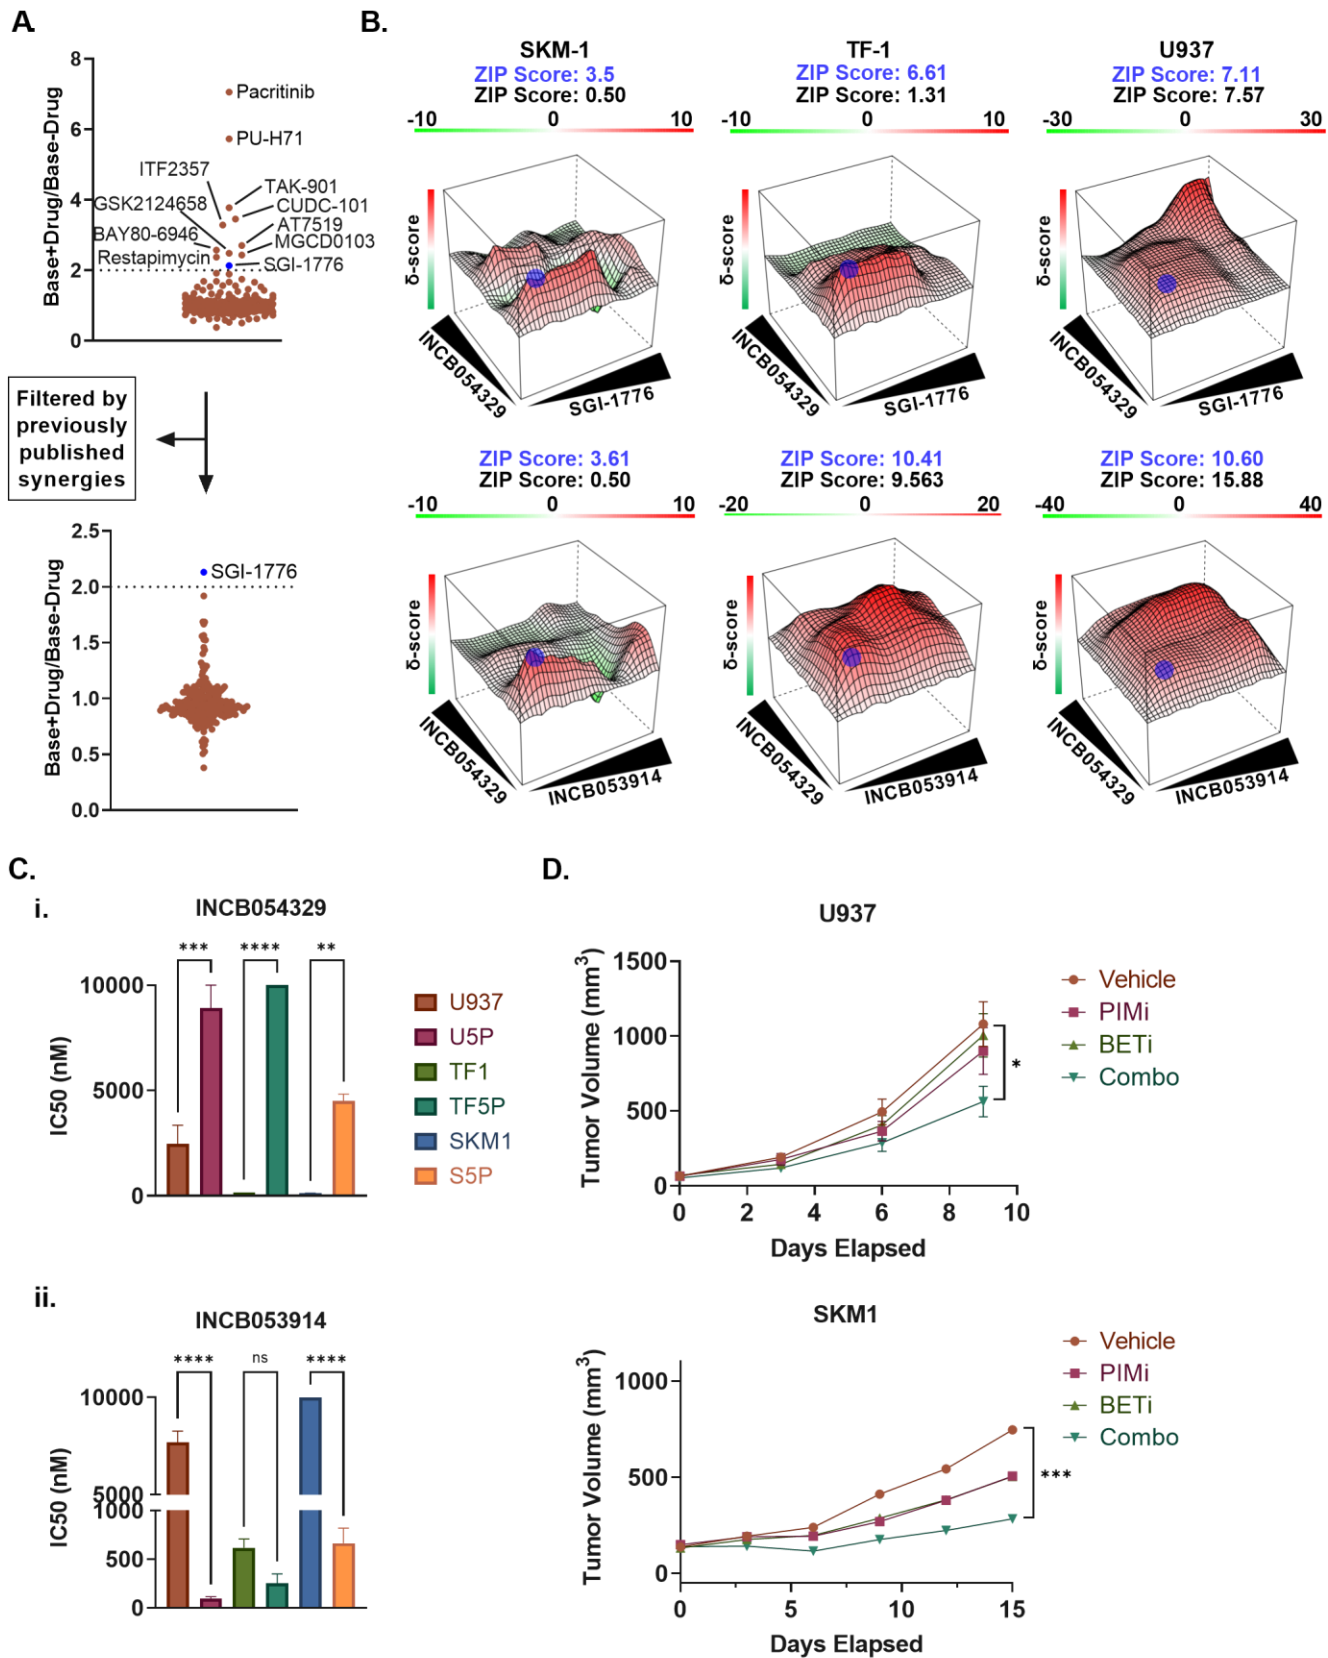 A.
8
6
4
2
0
Base+Drug/Base-Drug
Pacritinib
PU-H71
ITF2357
TAK-901
GSK2124658
CUDC-101
AT7519
BAY80-6946
MGCD0103
Restapimycin
SGI-1776
Filtered by
previously
published
synergies
2.5
2.0
1.5
1.0
0.5
0.0
Base+Drug/Base-Drug
SGI-1776
B.
SKM-1
ZIP Score: 3.5
ZIP Score: 0.50
-10 0 10
δ-score
INCB054329
SGI-1776
TF-1
ZIP Score: 6.61
ZIP Score: 1.31
-10 0 10
δ-score
INCB054329
SGI-1776
U937
ZIP Score: 7.11
ZIP Score: 7.57
-30 0 30
δ-score
INCB054329
SGI-1776
ZIP Score: 3.61
ZIP Score: 0.50
-10 0 10
δ-score
INCB054329
INCB053914
ZIP Score: 10.41
ZIP Score: 9.563
-20 0 20
δ-score
INCB054329
INCB053914
ZIP Score: 10.60
ZIP Score: 15.88
-40 0 40
δ-score
INCB054329
INCB053914
C.
i.
INCB054329
*** **** **
10000
5000
0
IC50 (nM)
U937
U5P
TF1
TF5P
SKM1
S5P
ii.
INCB053914
**** ns ****
10000
5000
1000
500
0
IC50 (nM)
D.
U937
1500
1000
500
0
Tumor Volume (mm3)
0 2 4 6 8 10
Days Elapsed
*
Vehicle
PIMi
BETi
Combo
SKM1
1000
500
0
Tumor Volume (mm3)
0 5 10 15
Days Elapsed
***
Vehicle
PIMi
BETi
Combo